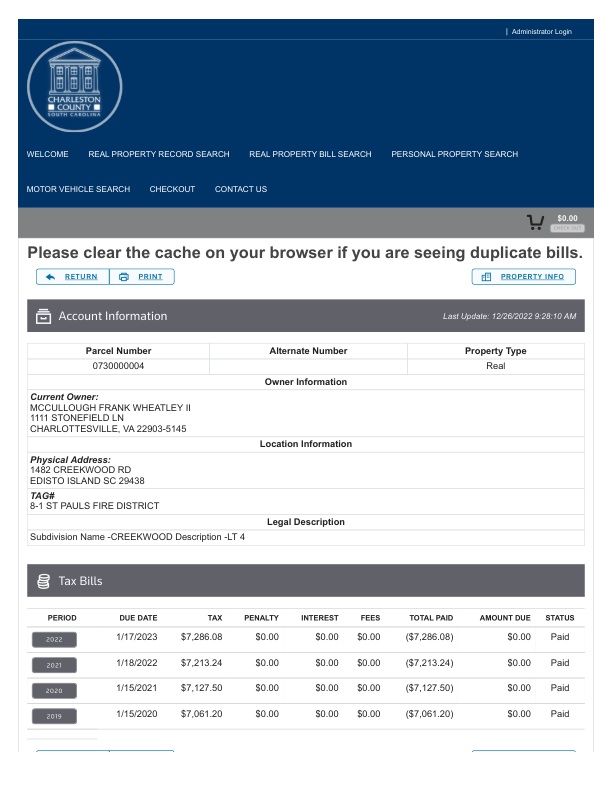 | Administrator Login
CHARLESTON
COUNTY
SOUTH CAROLINA
WELCOME REAL PROPERTY RECORD SEARCH REAL PROPERTY BILL SEARCH PERSONAL PROPERTY SEARCH
MOTOR VEHICLE SEARCH CHECKOUT CONTACT US
$0.00
CHECK OUT
Please clear the cache on your browser if you are seeing duplicate bills.
RETURN PRINT PROPERTY INFO
Account Information Last Update: 12/26/2022 9:28:10 AM
Parcel Number Alternate Number Property Type
0730000004 Real
Owner Information
Current Owner:
MCCULLOUGH FRANK WHEATLEY II
1111 STONEFIELD LN
CHARLOTTESVILLE, VA 22903-5145
Location Information
Physical Address:
1482 CREEKWOOD RD
EDISTO ISLAND SC 29438
TAG#
8-1 ST PAULS FIRE DISTRICT
Legal Description
Subdivision Name -CREEKWOOD Description -LT 4
Tax Bills
PERIOD DUE DATE TAX PENALTY INTEREST FEES TOTAL PAID AMOUNT DUE STATUS
2022 1/17/2023 $7,286.08 $0.00 $0.00 $0.00 ($7,286.08) $0.00 Paid
2021 1/18/2022 $7,213.24 $0.00 $0.00 $0.00 ($7,213.24) $0.00 Paid
2020 1/15/2021 $7,127.50 $0.00 $0.00 $0.00 ($7,127.50) $0.00 Paid
2019 1/15/2020 $7,061.20 $0.00 $0.00 $0.00 ($7,061.20) $0.00 Paid